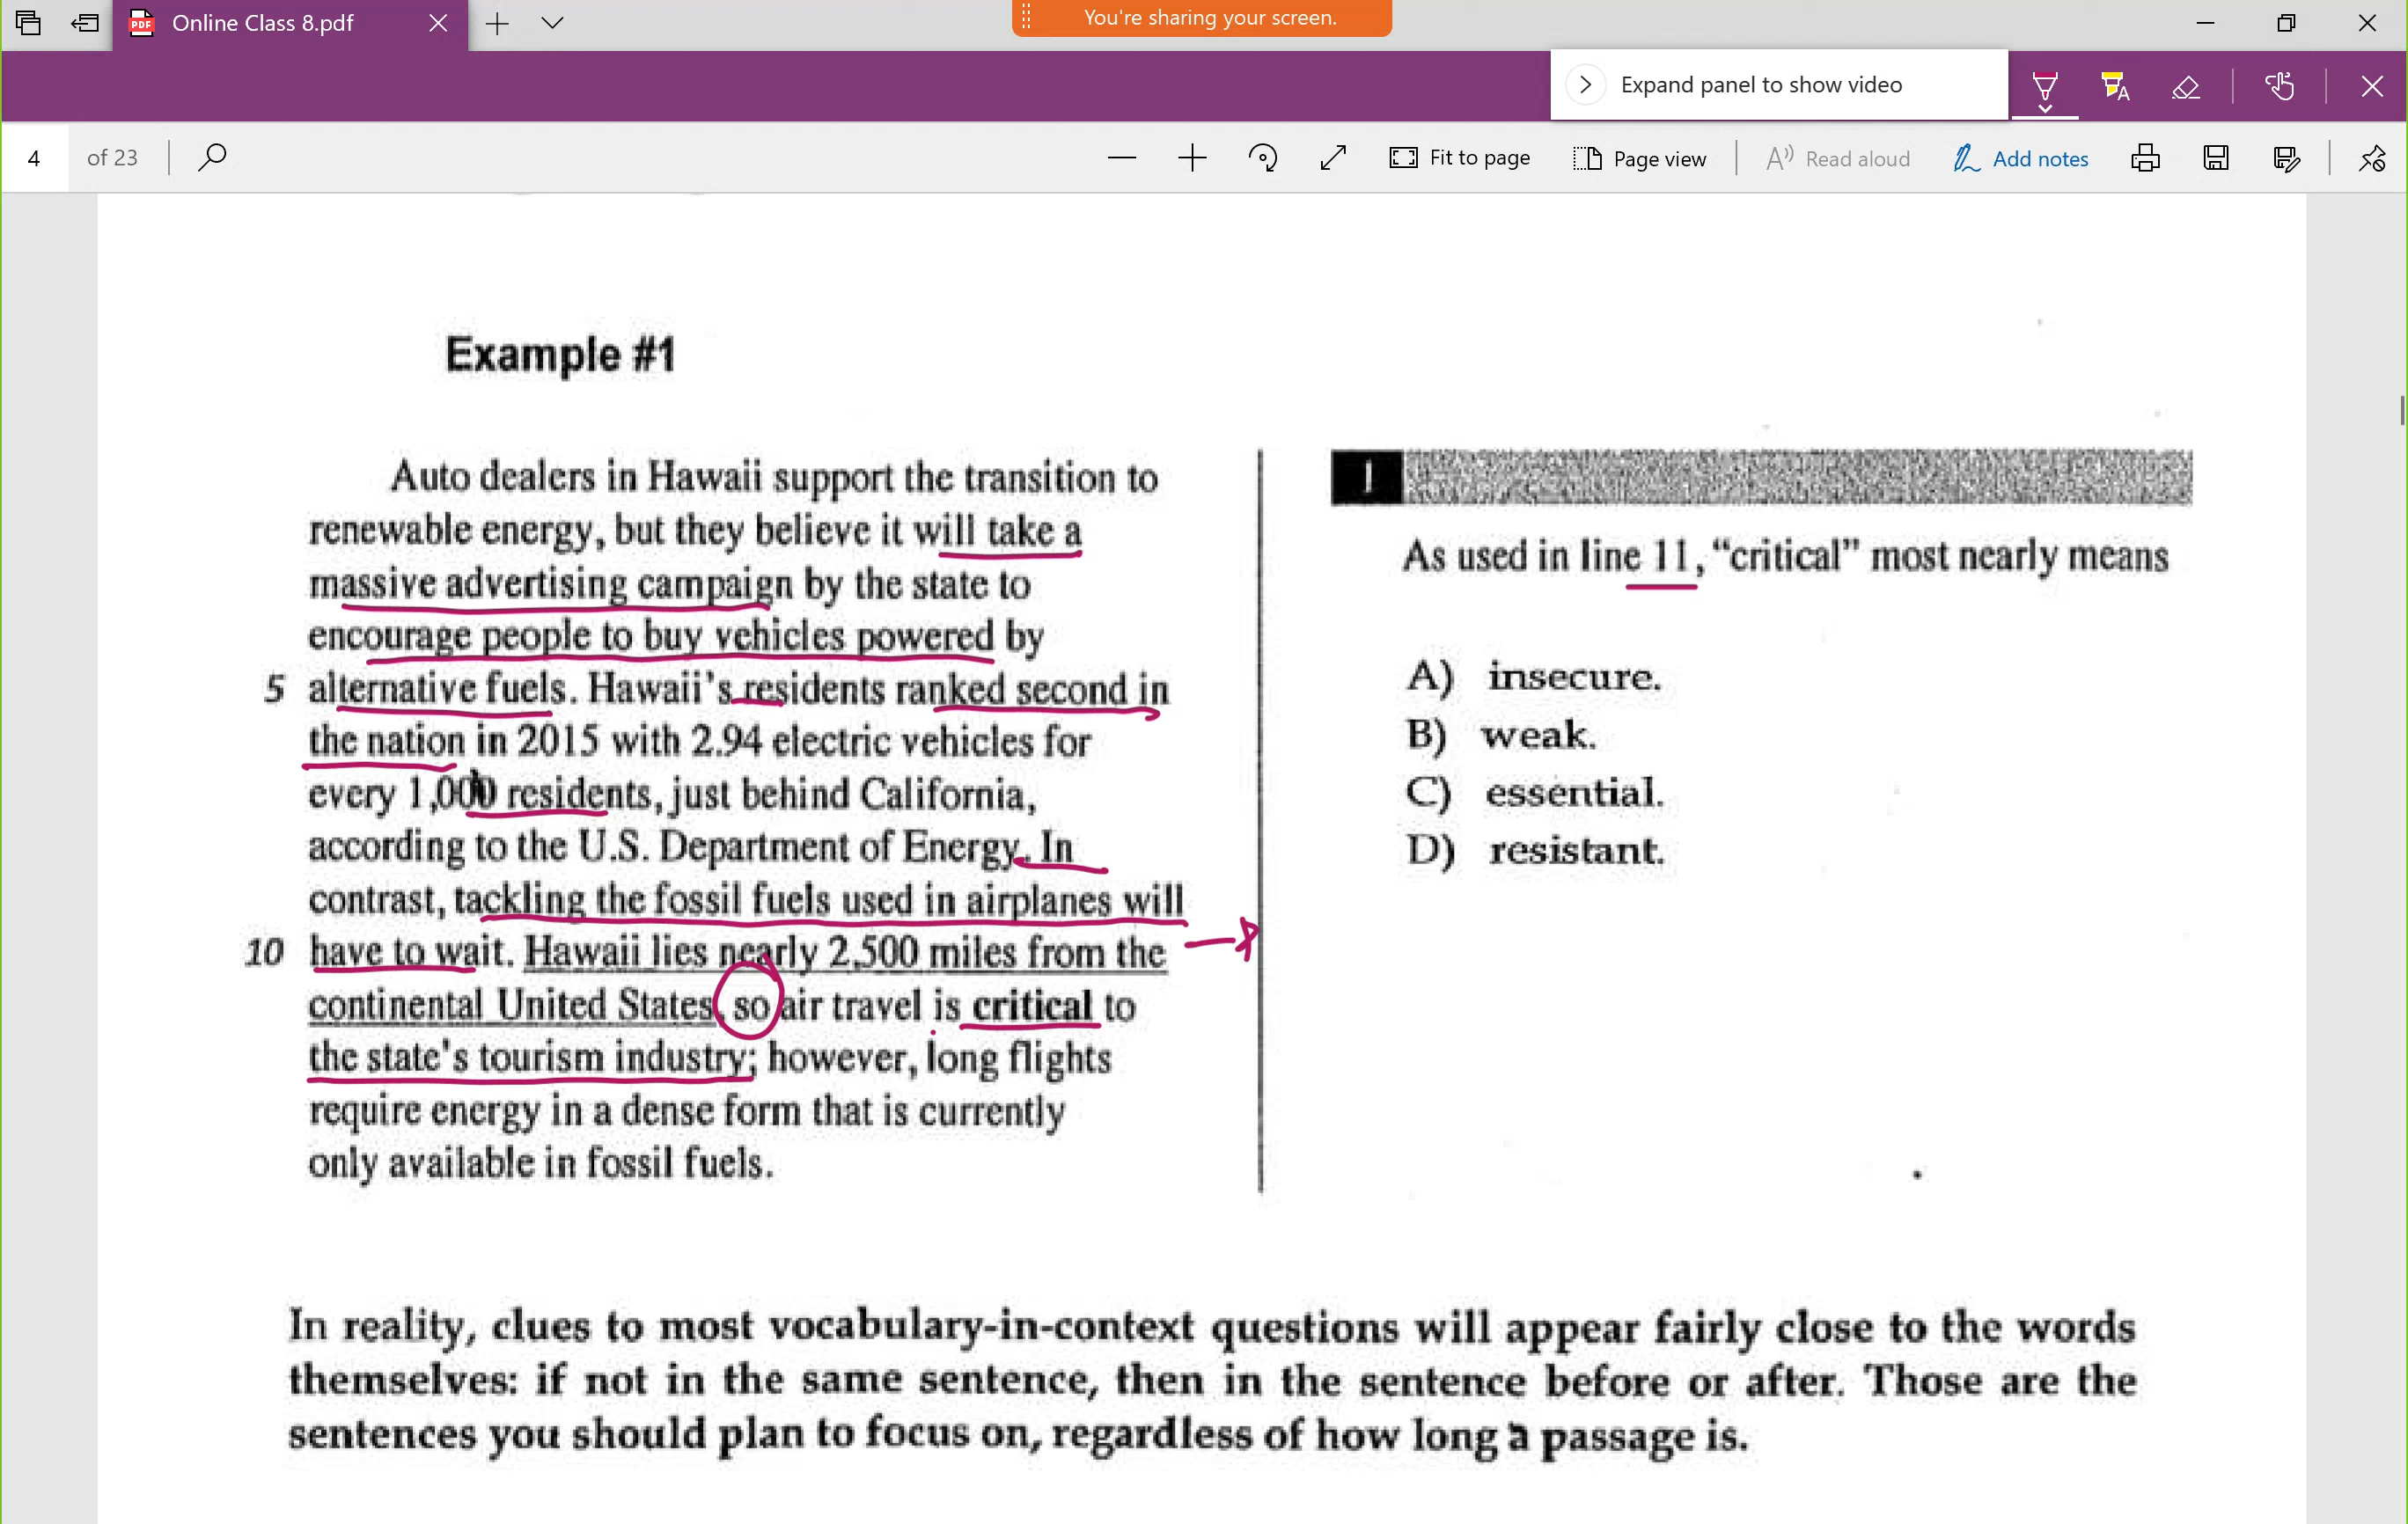 Online Class 8.pdf
You're sharing your screen.
Expand panel to show video
4 of 23
Fit to page
Page view
Read aloud
Add notes
Example #1
Auto dealers in Hawaii support the transition to
renewable energy, but they believe it will take a
massive advertising campaign by the state to
encourage people to buy vehicles powered by
5 alternative fuels. Hawaii's residents ranked second in
the nation in 2015 with 2.94 electric vehicles for
every 1,000 residents, just behind California,
according to the U.S. Department of Energy. In
contrast, tackling the fossil fuels used in airplanes will
10 have to wait. Hawaii lies nearly 2,500 miles from the
continental United States, so air travel is critical to
the state's tourism industry; however, long flights
require energy in a dense form that is currently
only available in fossil fuels.
1
As used in line 11, “critical” most nearly means
A) insecure.
B) weak.
C) essential.
D) resistant.
In reality, clues to most vocabulary-in-context questions will appear fairly close to the words
themselves: if not in the same sentence, then in the sentence before or after. Those are the
sentences you should plan to focus on, regardless of how long a passage is.